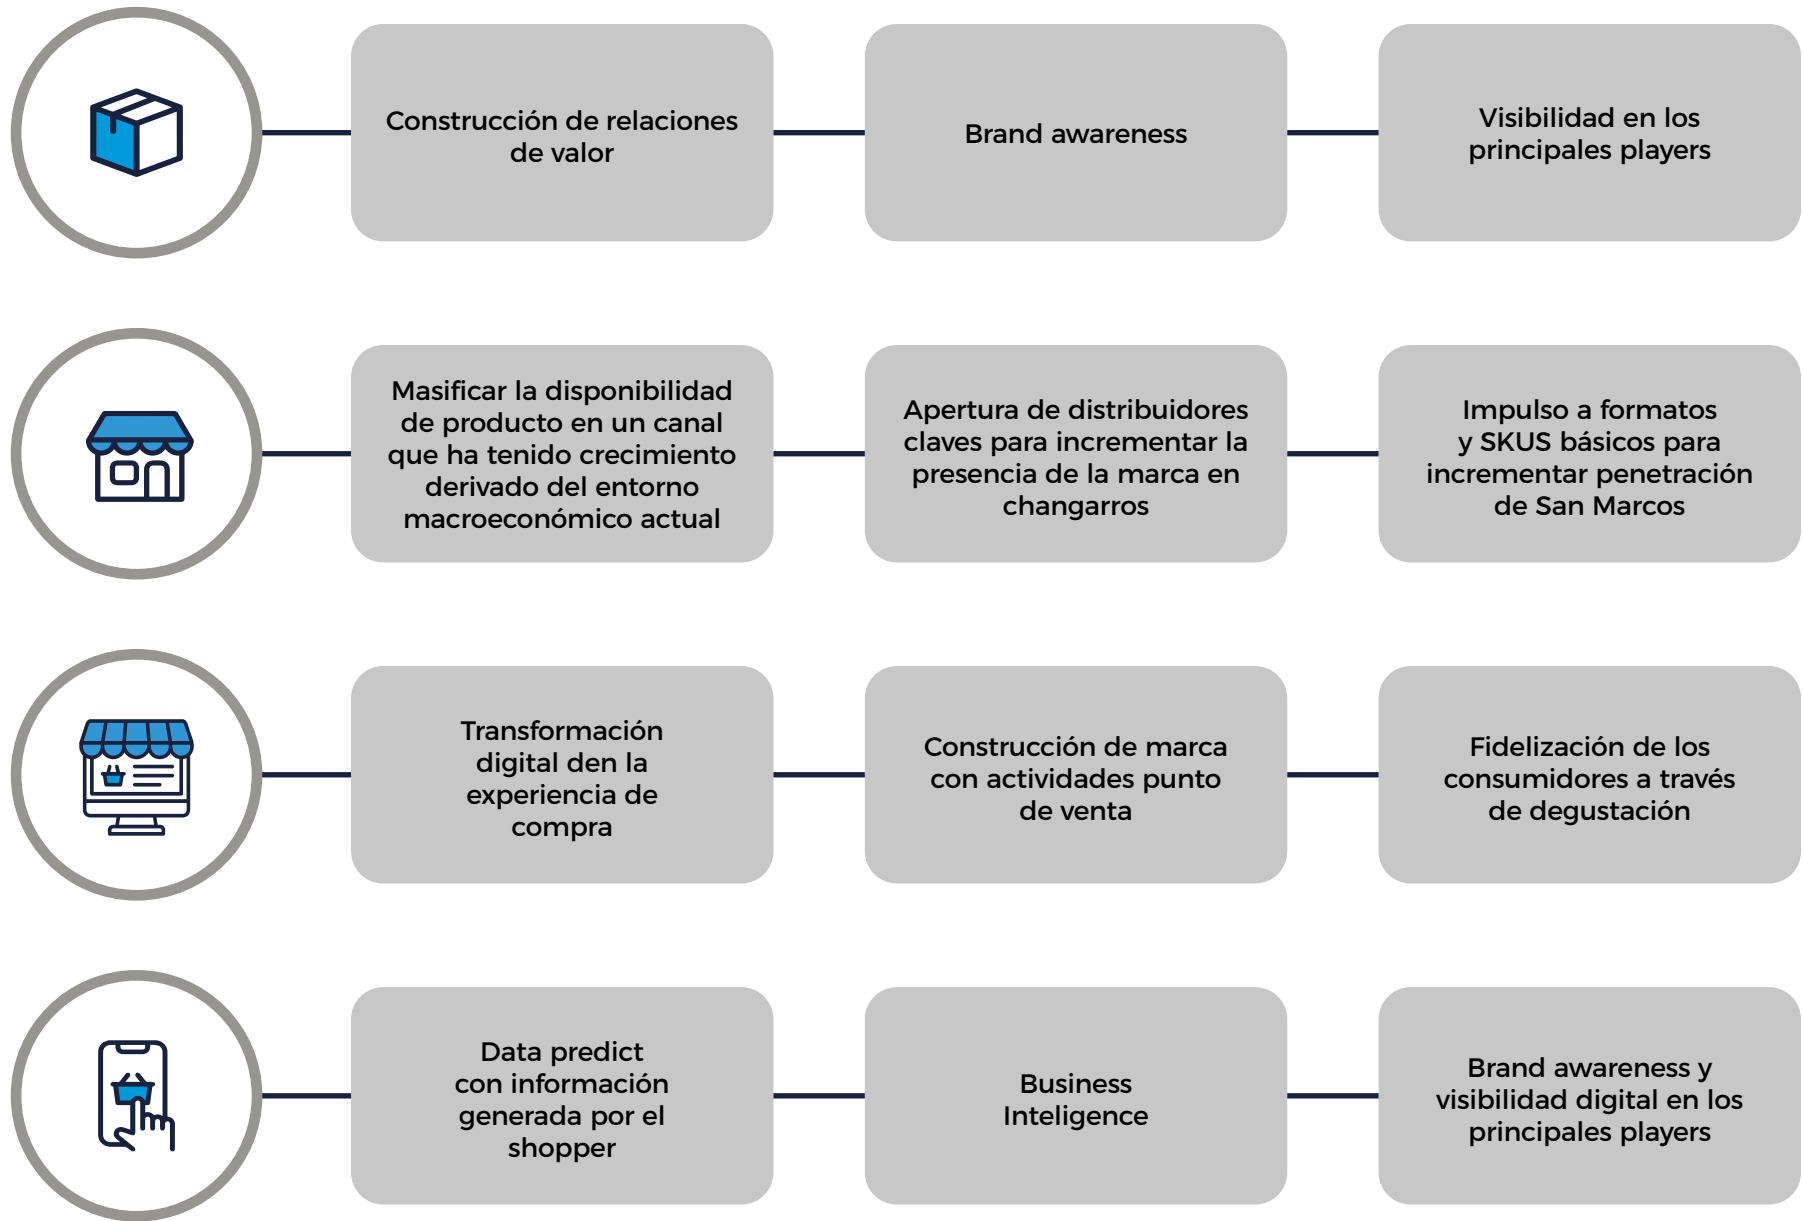 Construcción de relaciones
de valor
Brand awareness
Visibilidad en los
principales players
Masificar la disponibilidad
de producto en un canal
que ha tenido crecimiento
derivado del entorno
macroeconómico actual
Apertura de distribuidores
claves para incrementar la
presencia de la marca en
changarros
Impulso a formatos
y SKUS básicos para
incrementar penetración
de San Marcos
Transformación
digital den la
experiencia de
compra
Construcción de marca
con actividades punto
de venta
Fidelización de los
consumidores a través
de degustación
Data predict
con información
generada por el
shopper
Business
Inteligence
Brand awareness y
visibilidad digital en los
principales players